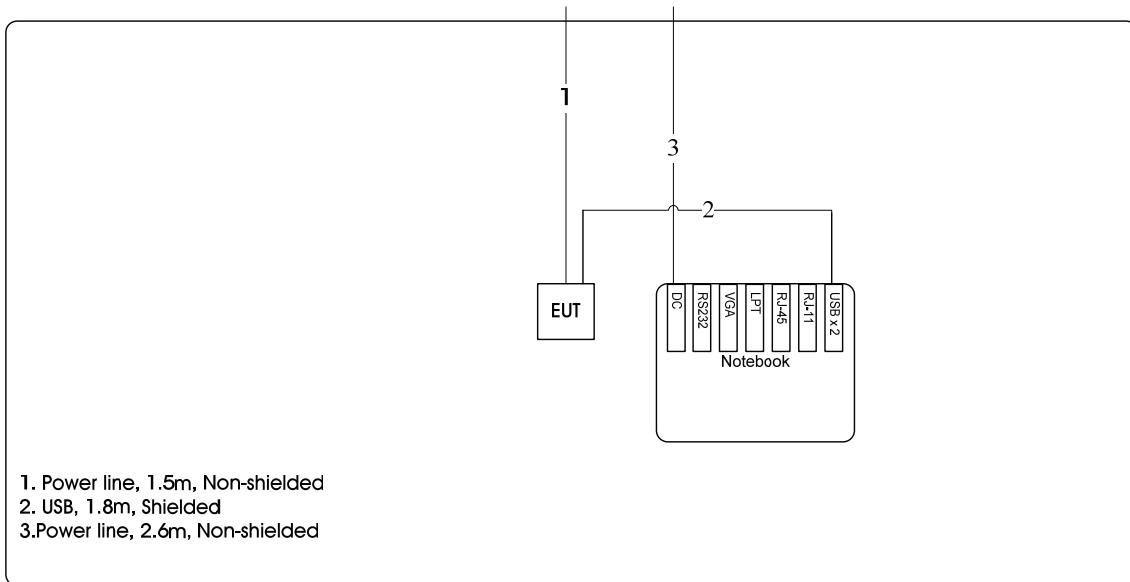 1
3
2
EUT
DC
RS232
VGA
LPT
RJ-45
RJ-11
USB x 2
Notebook
1. Power line, 1.5m, Non-shielded
2. USB, 1.8m, Shielded
3.Power line, 2.6m, Non-shielded